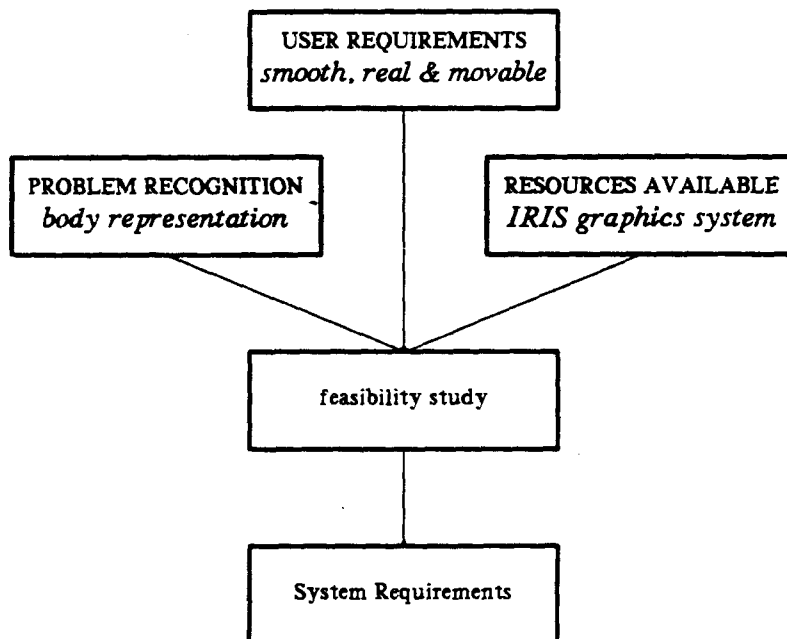 USER REQUIREMENTS
smooth, real & movable
PROBLEM RECOGNITION
body representation
RESOURCES AVAILABLE
IRIS graphics system
feasibility study
System Requirements